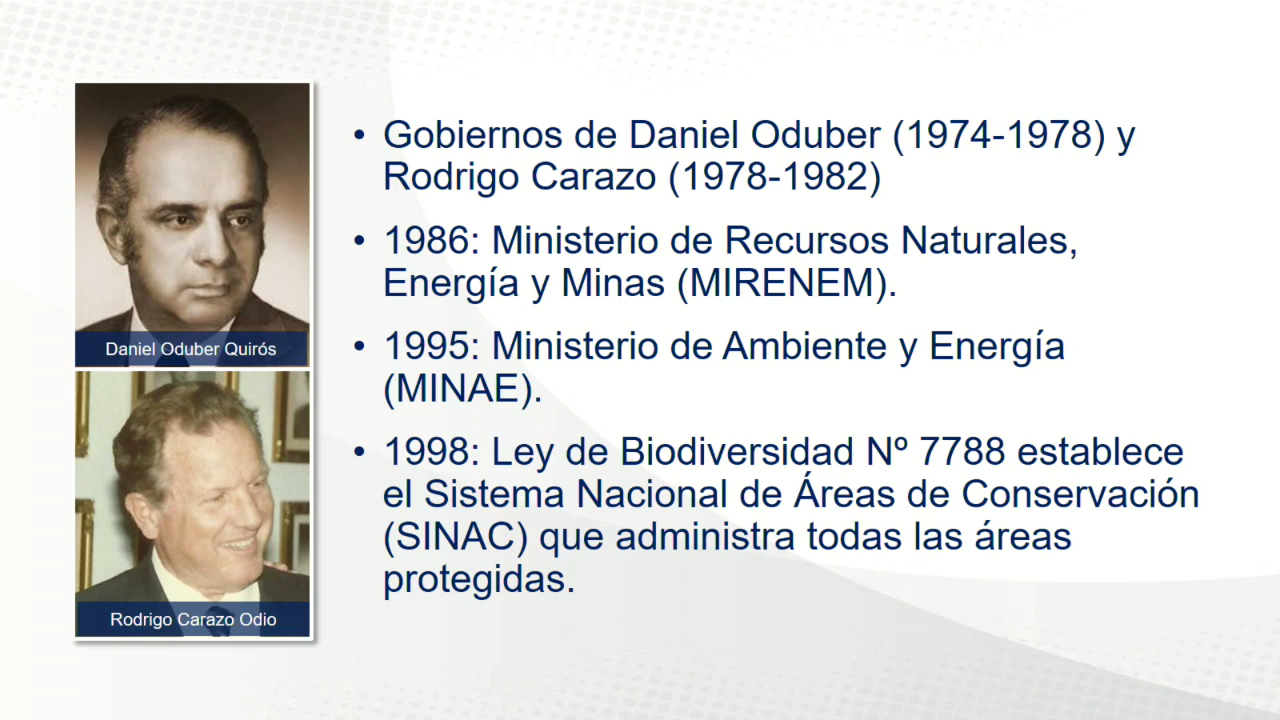 Daniel Oduber Quirós
Rodrigo Carazo Odio
• Gobiernos de Daniel Oduber (1974-1978) y
Rodrigo Carazo (1978-1982)
• 1986: Ministerio de Recursos Naturales,
Energía y Minas (MIRENEM).
• 1995: Ministerio de Ambiente y Energía
(MINAE).
• 1998: Ley de Biodiversidad Nº 7788 establece
el Sistema Nacional de Áreas de Conservación
(SINAC) que administra todas las áreas
protegidas.